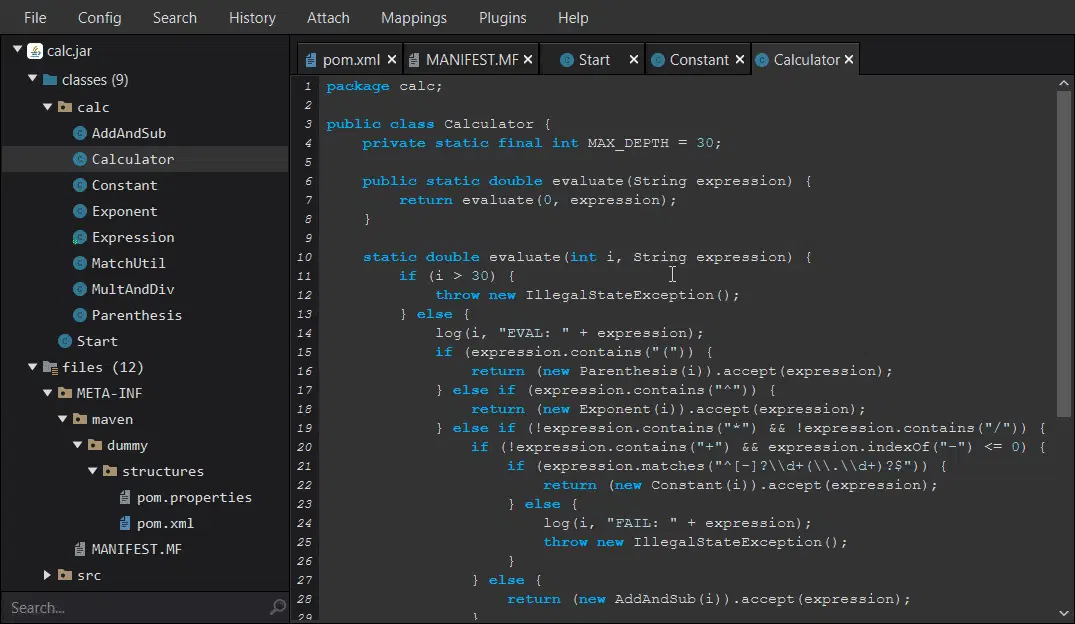 File Config Search History Attach Mappings Plugins Help
calc.jar
classes (9)
calc
AddAndSub
Calculator
Constant
Exponent
Expression
MatchUtil
MultAndDiv
Parenthesis
Start
files (12)
META-INF
maven
dummy
structures
pom.properties
pom.xml
MANIFEST.MF
src
Search...
pom.xml MANIFEST.MF Start Constant Calculator
1 package calc;
2
3 public class Calculator {
4     private static final int MAX_DEPTH = 30;
5
6     public static double evaluate(String expression) {
7         return evaluate(0, expression);
8     }
9
10     static double evaluate(int i, String expression) {
11         if (i > 30) {
12             throw new IllegalStateException();
13         } else {
14             log(i, "EVAL: " + expression);
15             if (expression.contains("(")) {
16                 return (new Parenthesis(i)).accept(expression);
17             } else if (expression.contains("^")) {
18                 return (new Exponent(i)).accept(expression);
19             } else if (!expression.contains("*") && !expression.contains("/")) {
20                 if (!expression.contains("+") && expression.indexOf("-") <= 0) {
21                     if (expression.matches("^[-]?\\d+(\\.\\d+)?$")) {
22                         return (new Constant(i)).accept(expression);
23                     } else {
24                         log(i, "FAIL: " + expression);
25                         throw new IllegalStateException();
26                     }
27                 } else {
28                     return (new AddAndSub(i)).accept(expression);
29                 }